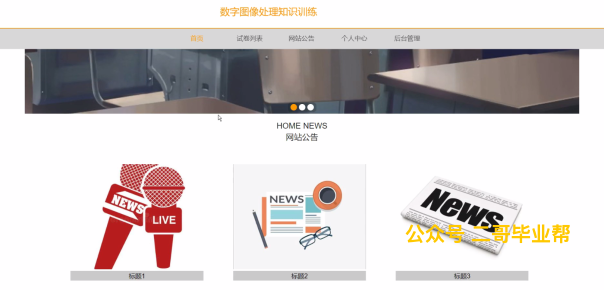 数字图像处理知识训练
首页 试卷列表 网站公告 个人中心 后台管理
HOME NEWS
网站公告
NEWS LIVE
NEWS
News
公众号 二哥毕业帮
标题1 标题2 标题3